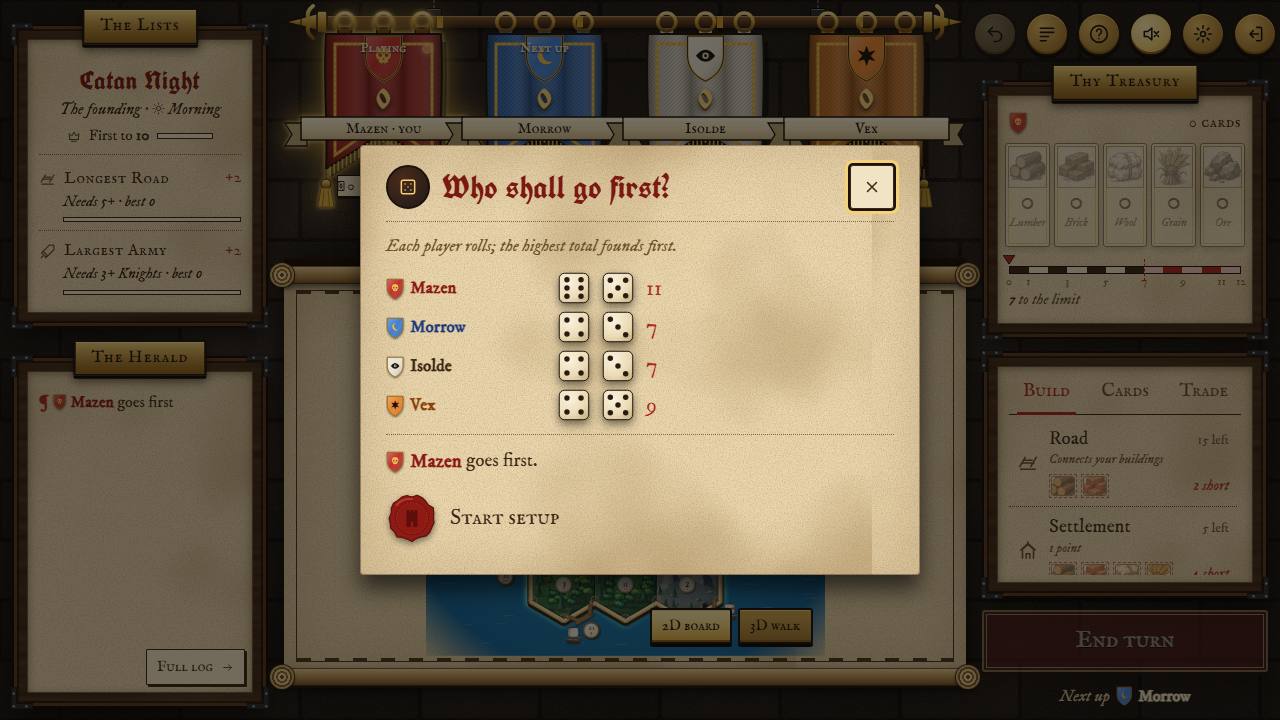 The Lists
Catan Night
The founding · Morning
First to 10
Longest Road +2
Needs 5+ · best 0
Largest Army +2
Needs 3+ Knights · best 0
The Herald
Mazen goes first
Full log →
Playing
Next up
Mazen · you
Morrow
Isolde
Vex
Who shall go first?
×
Each player rolls; the highest total founds first.
Mazen 11
Morrow 7
Isolde 7
Vex 9
Mazen goes first.
Start setup
2D board
3D walk
Thy Treasury
0 cards
Lumber Brick Wool Grain Ore
0 1 3 5 7 9 11 12
7 to the limit
Build Cards Trade
Road 15 left
Connects your buildings
2 short
Settlement 5 left
1 point
4 short
End turn
Next up Morrow